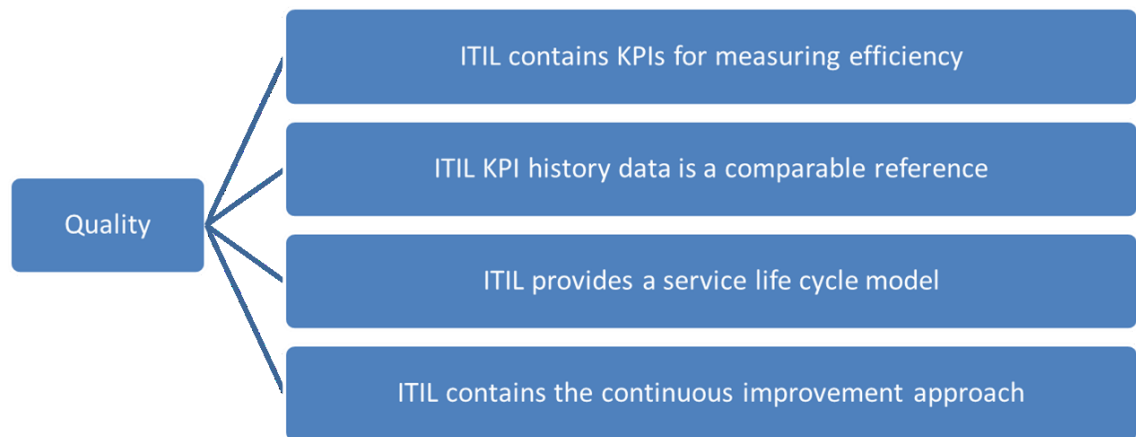 Quality
ITIL contains KPIs for measuring efficiency
ITIL KPI history data is a comparable reference
ITIL provides a service life cycle model
ITIL contains the continuous improvement approach